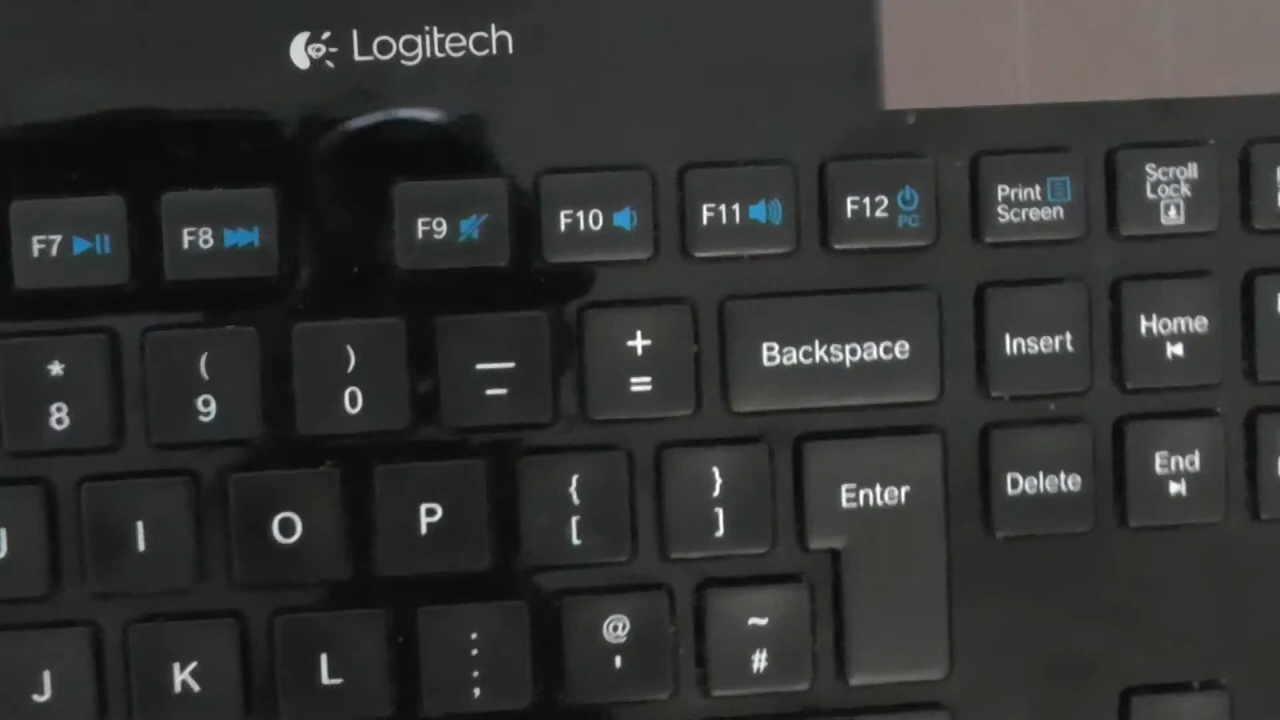 Logitech
F7 F8 F9 F10 F11 F12 PC Print Screen Scroll Lock
* 8 ( 9 ) 0 — - + = Backspace Insert Home
I O P { [ } ] Enter Delete End
J K L : ; @ ' ~ #